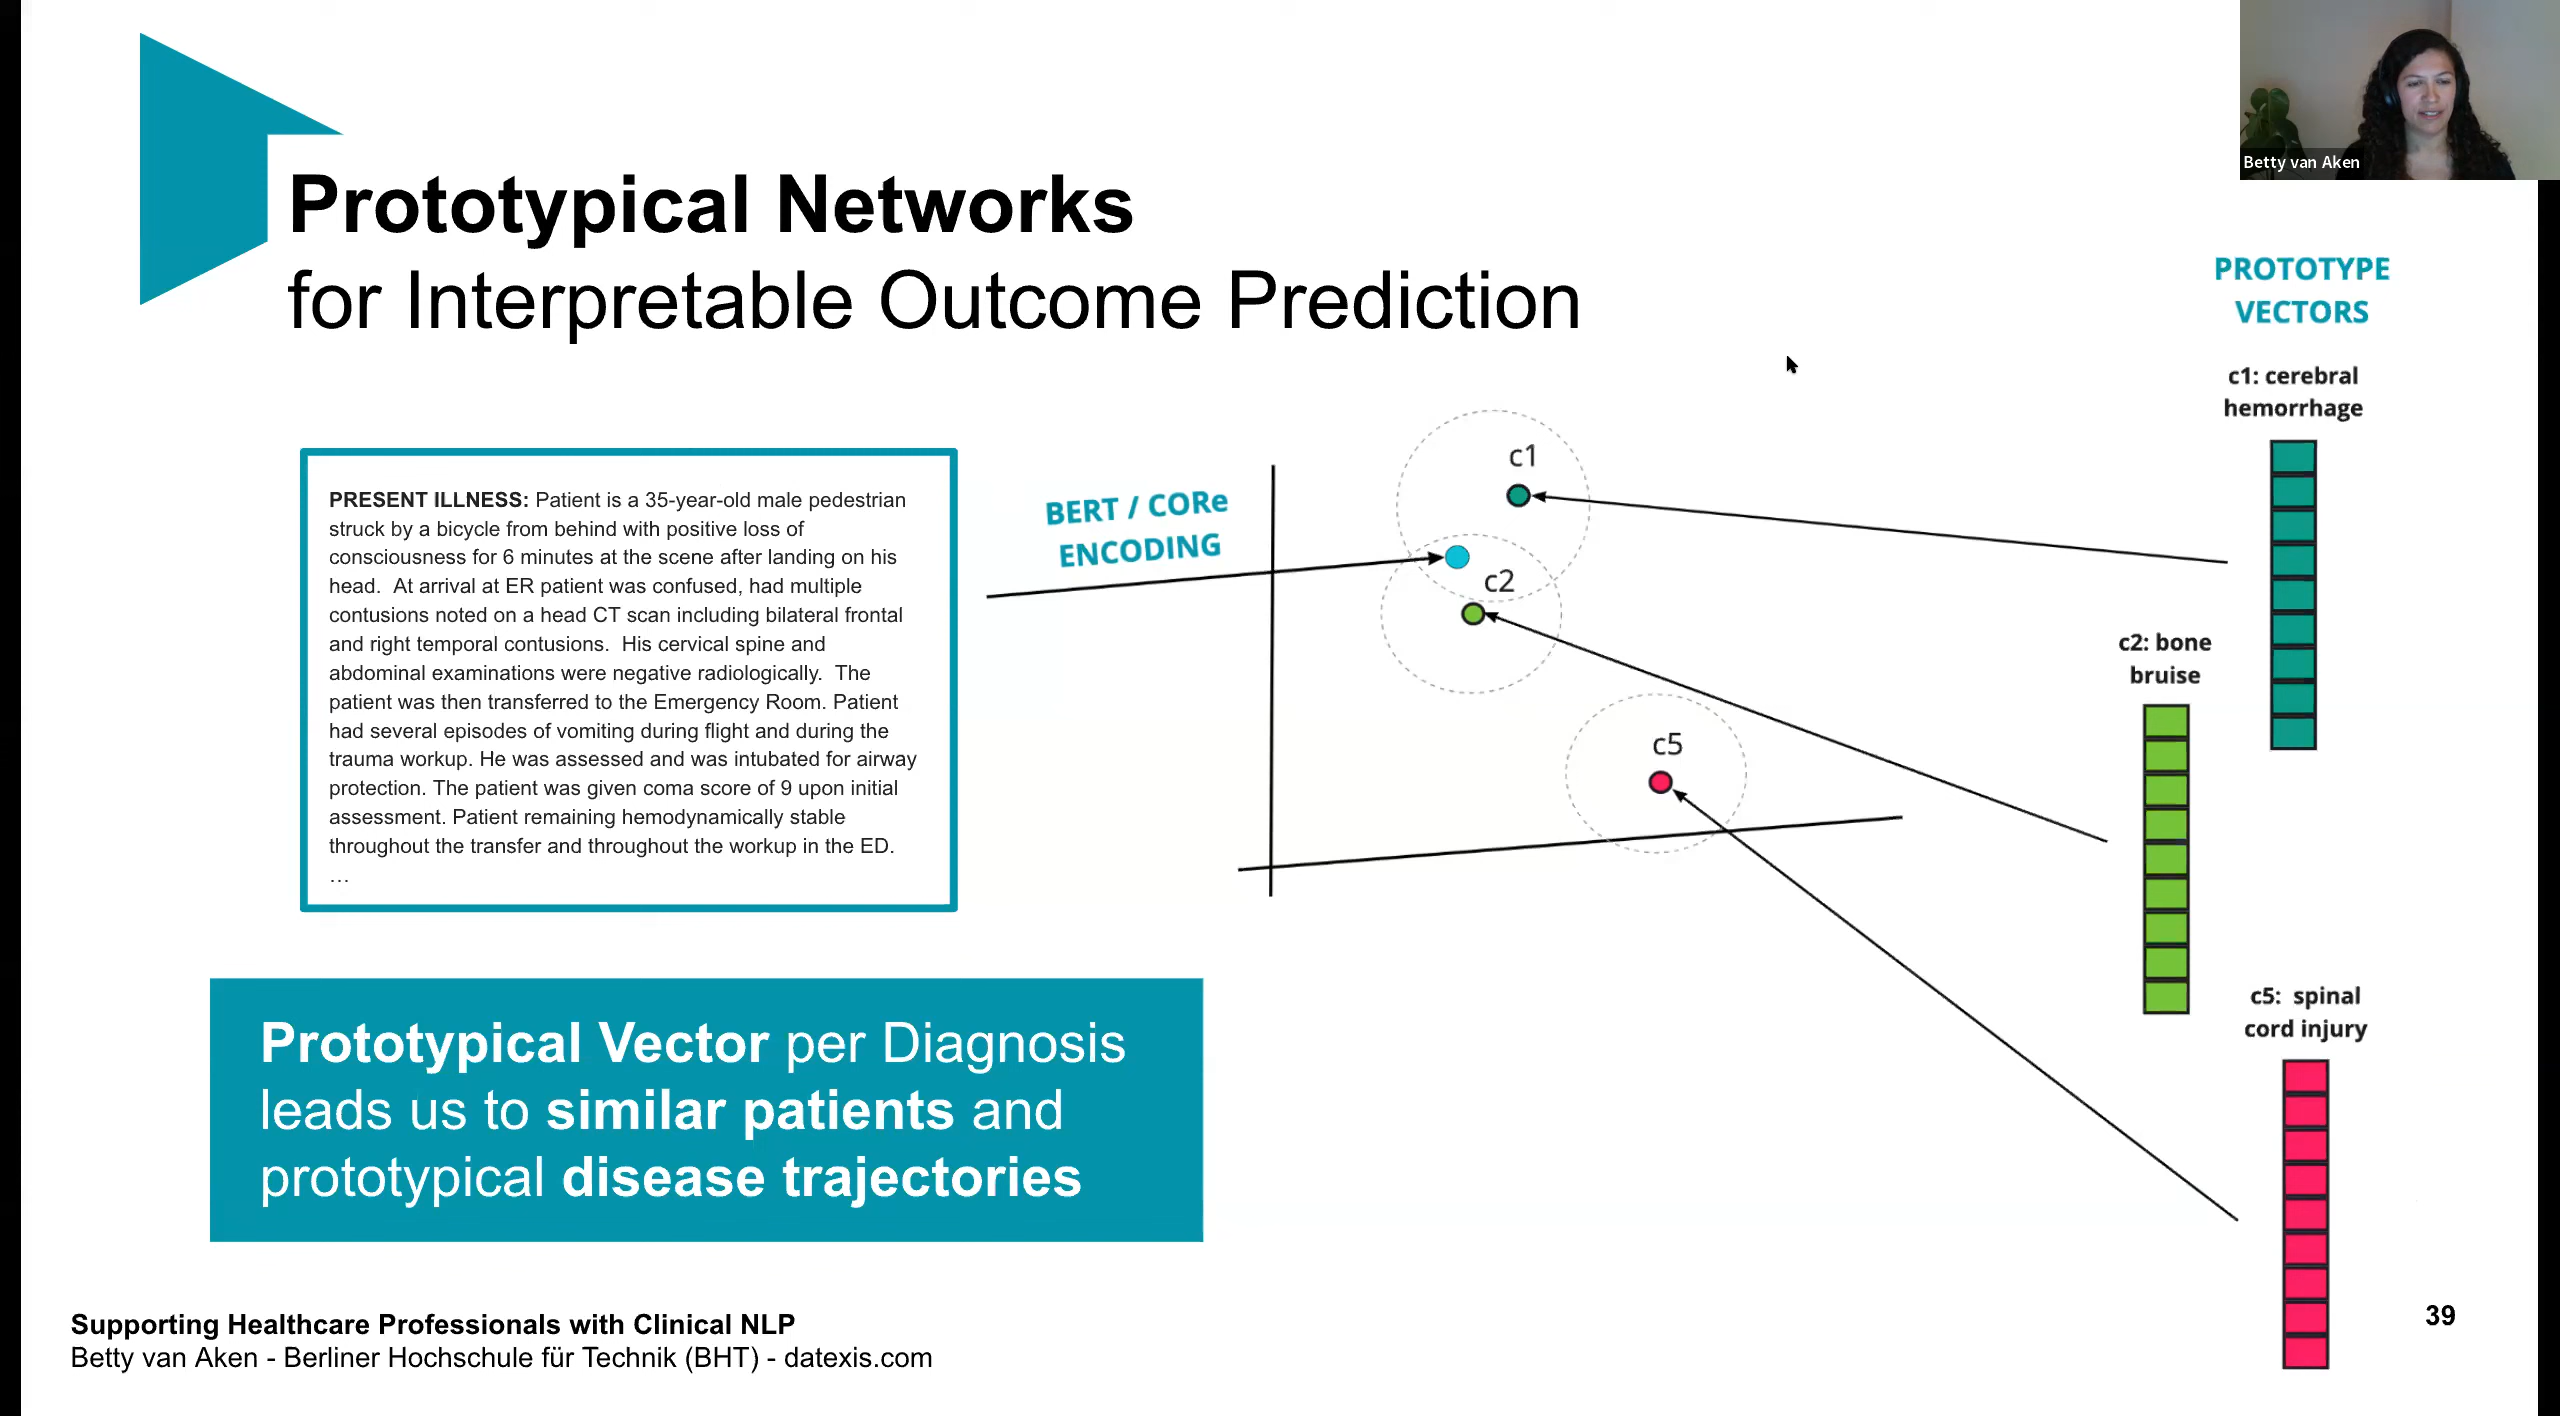 Betty van Aken
Prototypical Networks
for Interpretable Outcome Prediction
PRESENT ILLNESS: Patient is a 35-year-old male pedestrian
struck by a bicycle from behind with positive loss of
consciousness for 6 minutes at the scene after landing on his
head. At arrival at ER patient was confused, had multiple
contusions noted on a head CT scan including bilateral frontal
and right temporal contusions. His cervical spine and
abdominal examinations were negative radiologically. The
patient was then transferred to the Emergency Room. Patient
had several episodes of vomiting during flight and during the
trauma workup. He was assessed and was intubated for airway
protection. The patient was given coma score of 9 upon initial
assessment. Patient remaining hemodynamically stable
throughout the transfer and throughout the workup in the ED.
…
BERT / CORe
ENCODING
c1
c2
c5
PROTOTYPE
VECTORS
c1: cerebral
hemorrhage
c2: bone
bruise
c5: spinal
cord injury
Prototypical Vector per Diagnosis
leads us to similar patients and
prototypical disease trajectories
Supporting Healthcare Professionals with Clinical NLP
Betty van Aken - Berliner Hochschule für Technik (BHT) - datexis.com
39